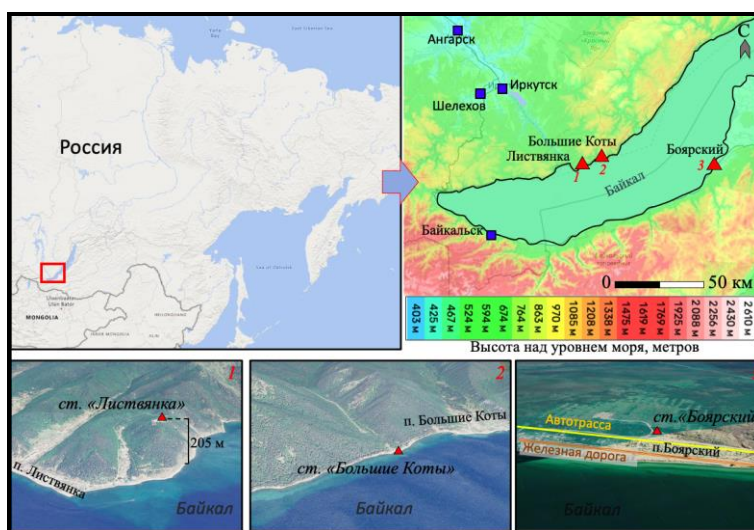 Россия
MONGOLIA
Sea of Okhotsk
С
Ангарск
Иркутск
Шелехов
Большие Коты
Листвянка
Боярский
1
2
3
Байкал
Байкальск
0
50 км
403 м
425 м
467 м
524 м
594 м
674 м
764 м
863 м
970 м
1085 м
1208 м
1338 м
1475 м
1619 м
1769 м
1925 м
2088 м
2256 м
2430 м
2610 м
Высота над уровнем моря, метров
1
ст. «Листвянка»
205 м
п. Листвянка
Байкал
2
п. Большие Коты
ст. «Большие Коты»
Байкал
ст. «Боярский»
Автотрасса
п.Боярский
Железная дорога
Байкал